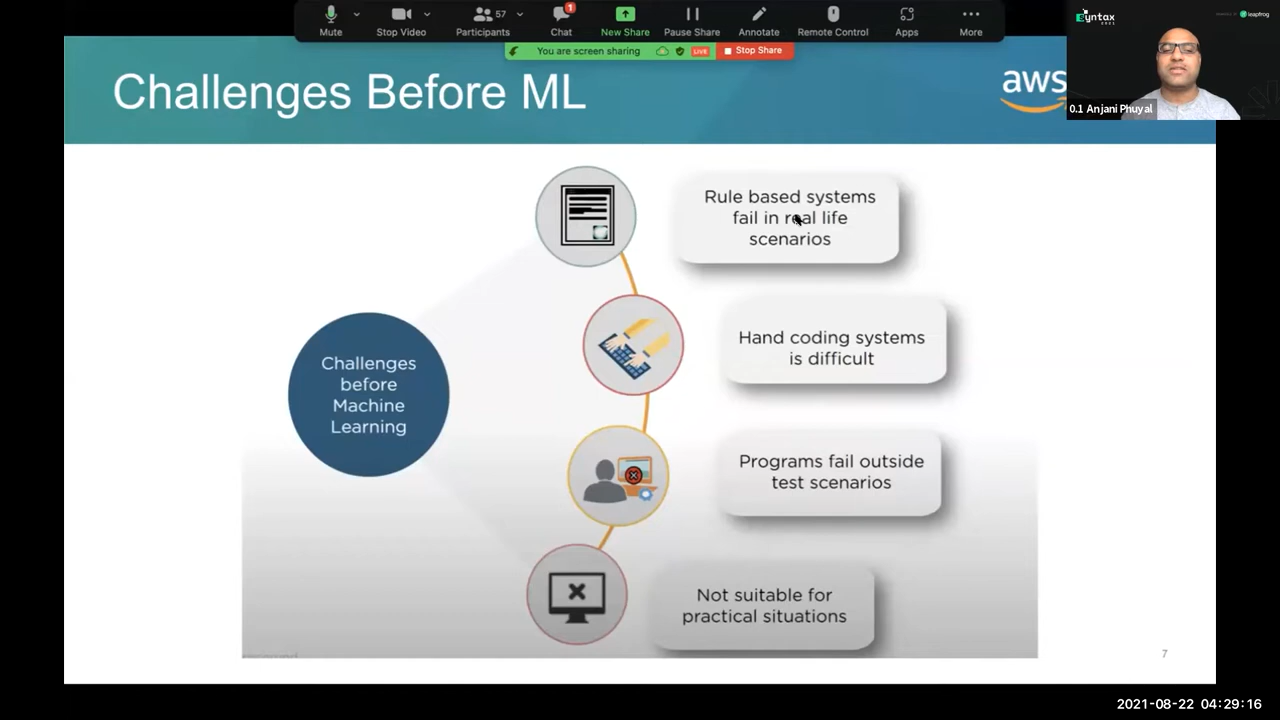 Mute
Stop Video
Participants
57
Chat
1
New Share
Pause Share
Annotate
Remote Control
Apps
More
You are screen sharing
LIVE
Stop Share
Syntax
leapfrog
0.1 Anjani Phuyal
Challenges Before ML
aws
Challenges
before
Machine
Learning
Rule based systems
fail in real life
scenarios
Hand coding systems
is difficult
Programs fail outside
test scenarios
Not suitable for
practical situations
7
2021-08-22 04:29:16